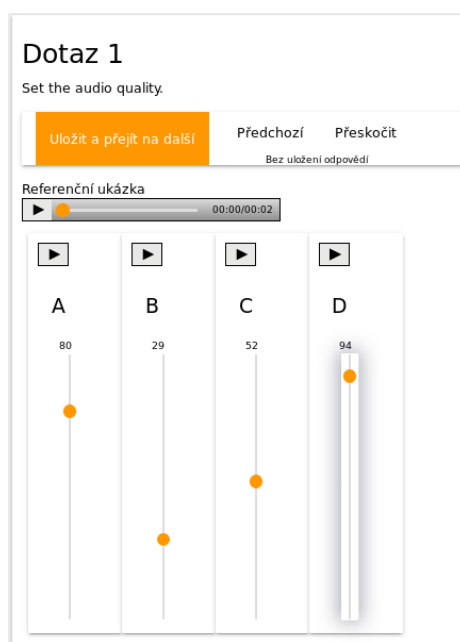 Dotaz 1
Set the audio quality.
Uložit a přejít na další
Předchozí
Přeskočit
Bez uložení odpovědí
Referenční ukázka
00:00/00:02
A
B
C
D
80
29
52
94